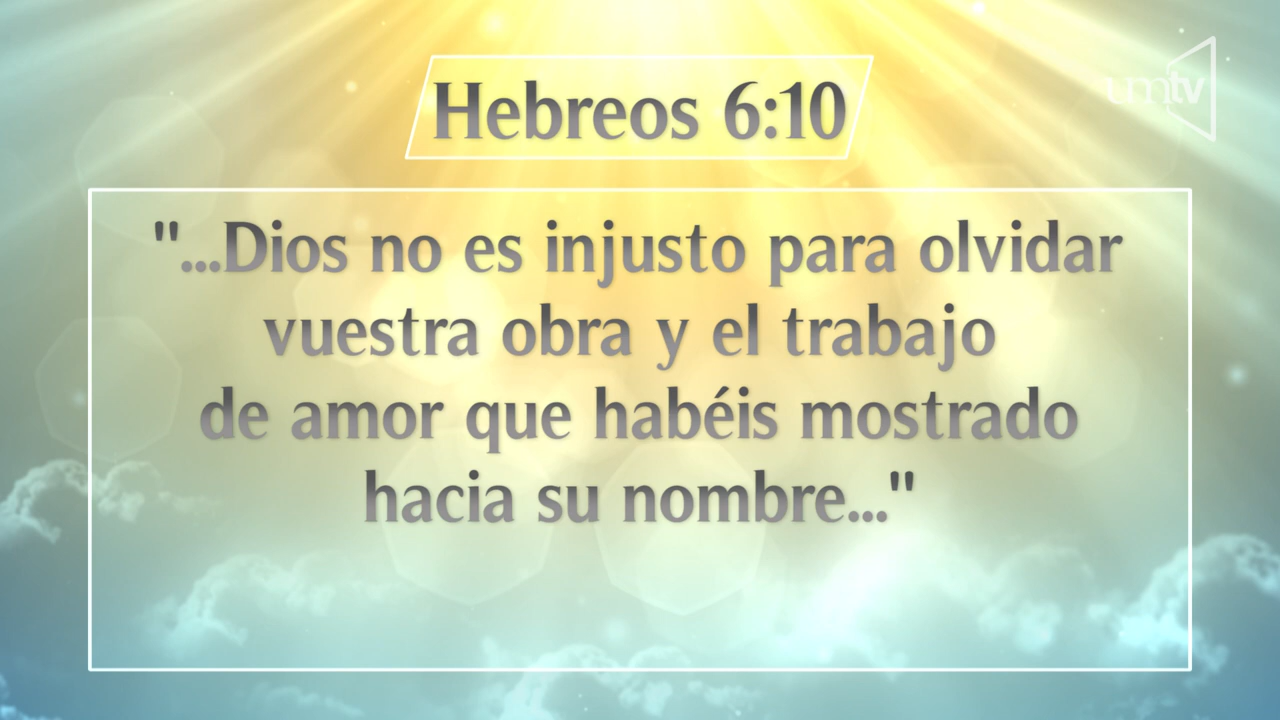 Hebreos 6:10
umtv
"...Dios no es injusto para olvidar
vuestra obra y el trabajo
de amor que habéis mostrado
hacia su nombre..."